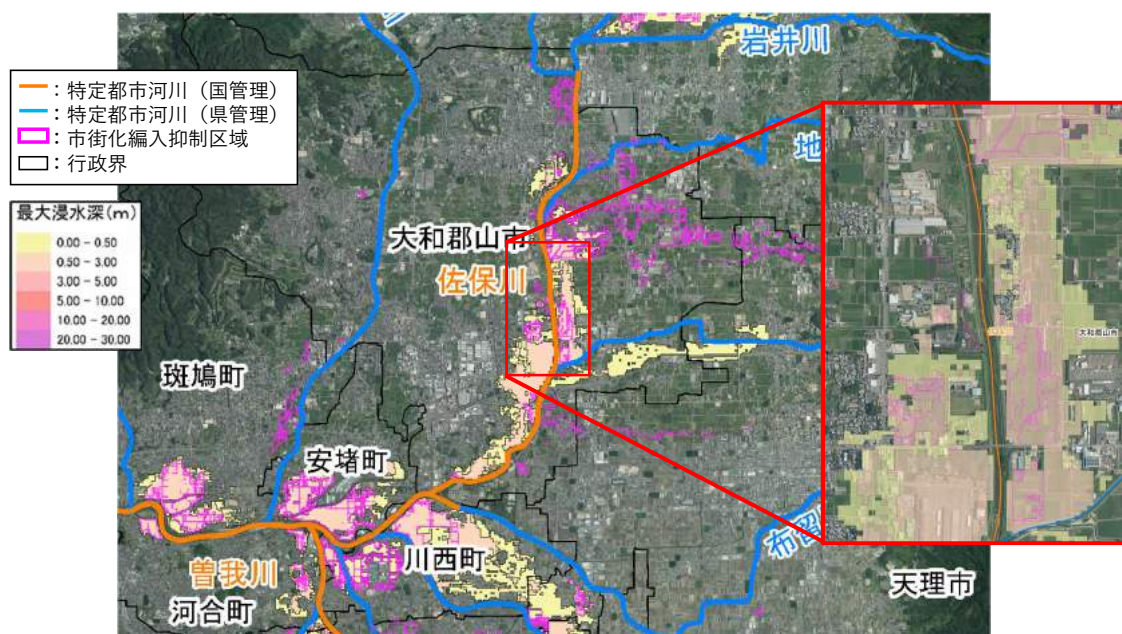 岩井川
：特定都市河川（国管理）
：特定都市河川（県管理）
：市街化編入抑制区域
：行政界
地
最大浸水深(m)
0.00 – 0.50
0.50 – 3.00
3.00 – 5.00
5.00 – 10.00
10.00 – 20.00
20.00 – 30.00
大和郡山市
佐保川
大和郡山市
斑鳩町
安堵町
布留
川西町
曽我川
河合町
天理市